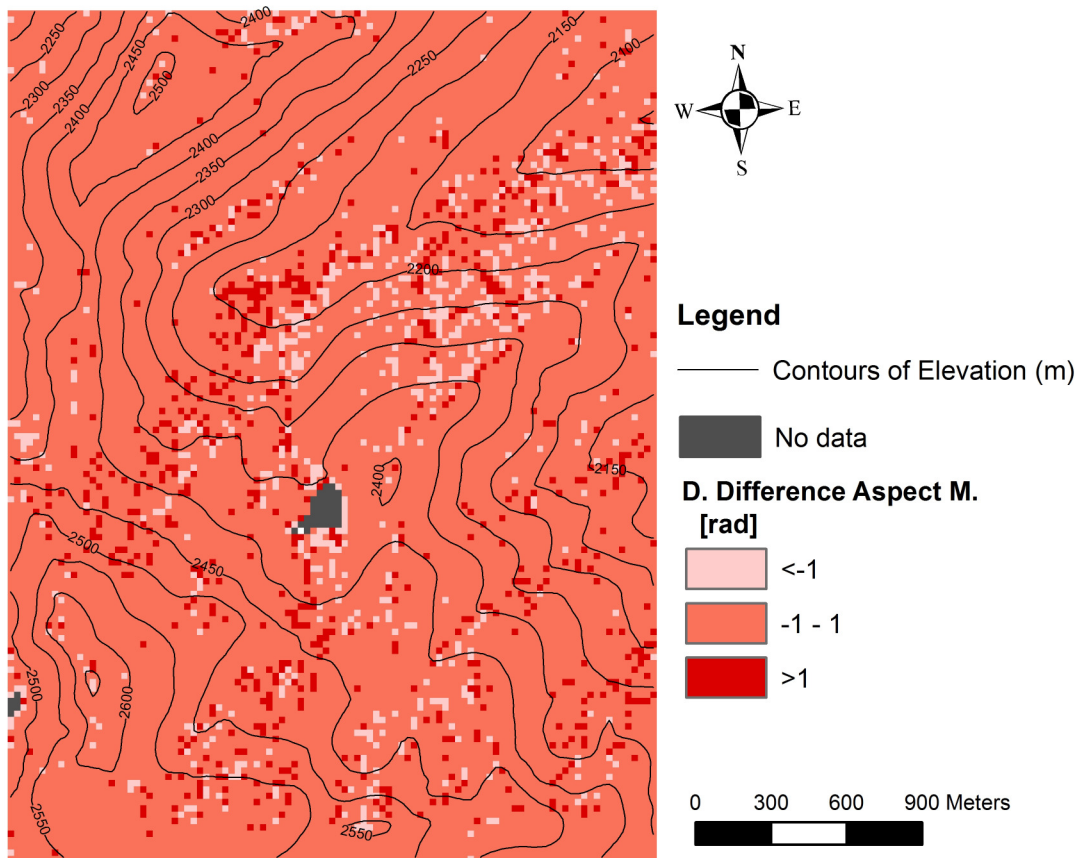 2400
2250
2450
2150
2100
2250
2300
2350
2400
2500
2400
2350
2300
2200
2400
2150
2500
2450
2500
2600
2550
2550
N
W E
S
Legend
Contours of Elevation (m)
No data
D. Difference Aspect M.
[rad]
<-1
-1 - 1
>1
0 300 600 900 Meters